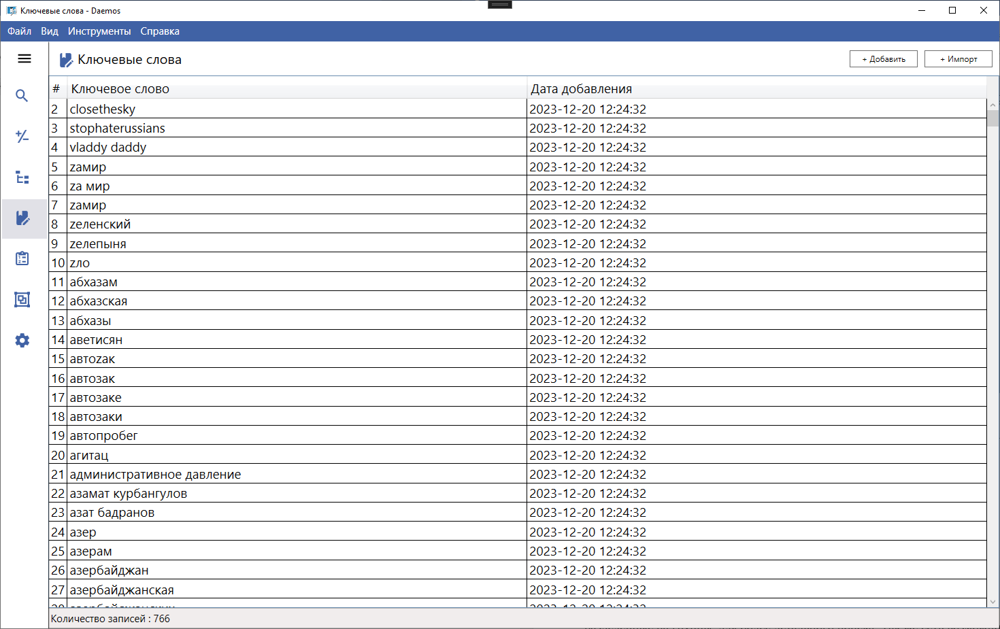 Ключевые слова - Daemos
Файл Вид Инструменты Справка
Ключевые слова + Добавить + Импорт
# Ключевое слово Дата добавления
2 closethesky 2023-12-20 12:24:32
3 stophaterussians 2023-12-20 12:24:32
4 vladdy daddy 2023-12-20 12:24:32
5 zамир 2023-12-20 12:24:32
6 zа мир 2023-12-20 12:24:32
7 zамир 2023-12-20 12:24:32
8 zеленский 2023-12-20 12:24:32
9 zелепыня 2023-12-20 12:24:32
10 zло 2023-12-20 12:24:32
11 абхазам 2023-12-20 12:24:32
12 абхазская 2023-12-20 12:24:32
13 абхазы 2023-12-20 12:24:32
14 аветисян 2023-12-20 12:24:32
15 автоzак 2023-12-20 12:24:32
16 автозак 2023-12-20 12:24:32
17 автозаке 2023-12-20 12:24:32
18 автозаки 2023-12-20 12:24:32
19 автопробег 2023-12-20 12:24:32
20 агитац 2023-12-20 12:24:32
21 административное давление 2023-12-20 12:24:32
22 азамат курбангулов 2023-12-20 12:24:32
23 азат бадранов 2023-12-20 12:24:32
24 азер 2023-12-20 12:24:32
25 азерам 2023-12-20 12:24:32
26 азербайджан 2023-12-20 12:24:32
27 азербайджанская 2023-12-20 12:24:32
Количество записей : 766